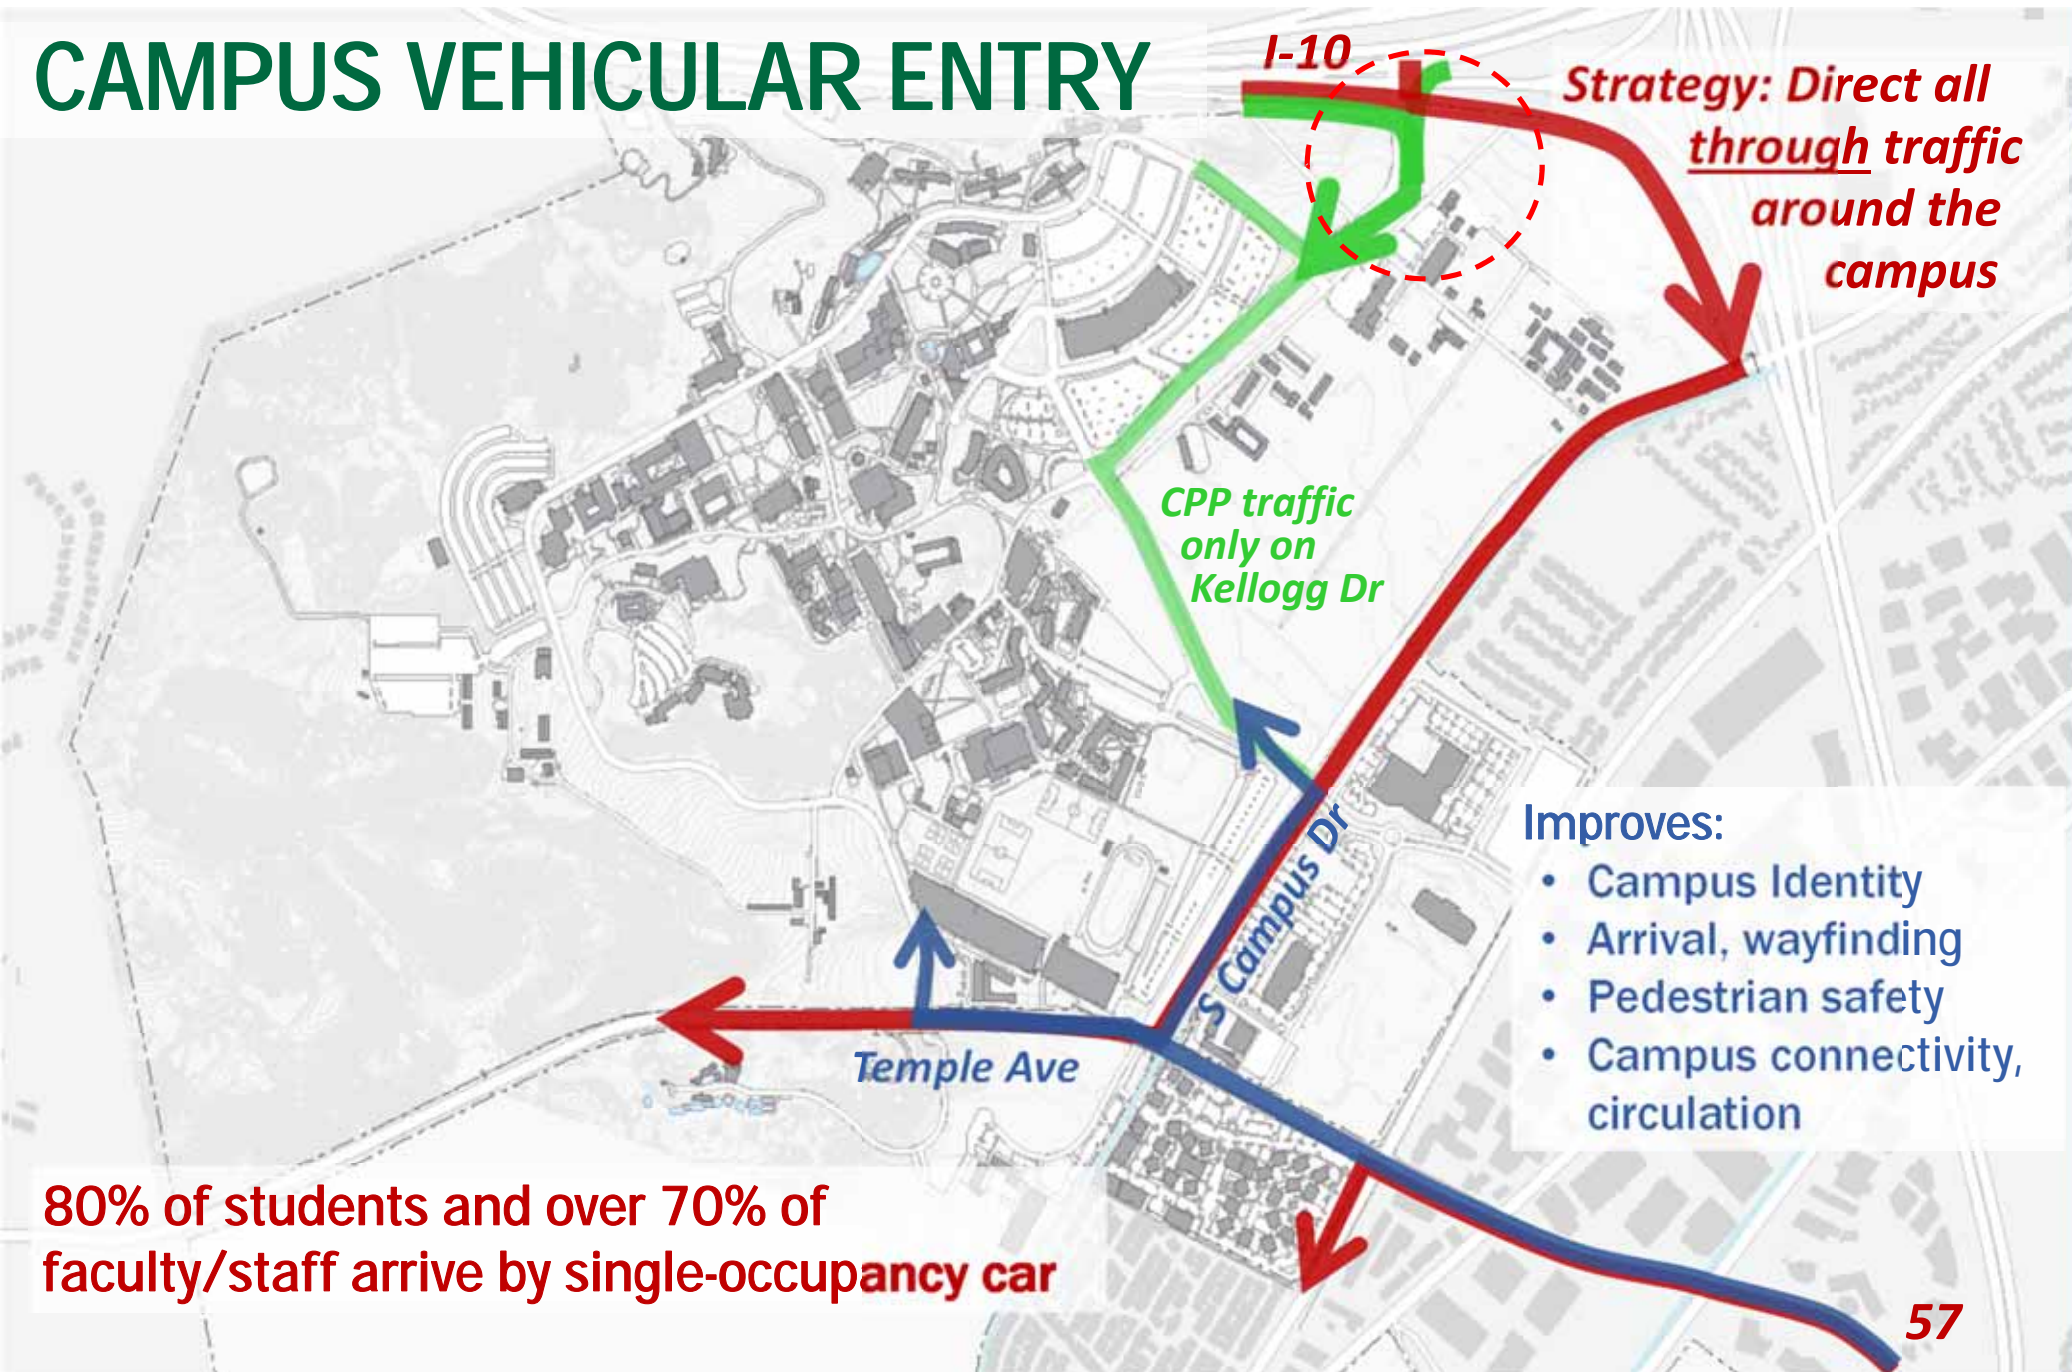 CAMPUS VEHICULAR ENTRY
I-10
Strategy: Direct all
through traffic
around the
campus
CPP traffic
only on
Kellogg Dr
S Campus Dr
Temple Ave
Improves:
• Campus Identity
• Arrival, wayfinding
• Pedestrian safety
• Campus connectivity,
circulation
80% of students and over 70% of
faculty/staff arrive by single-occupancy car
57